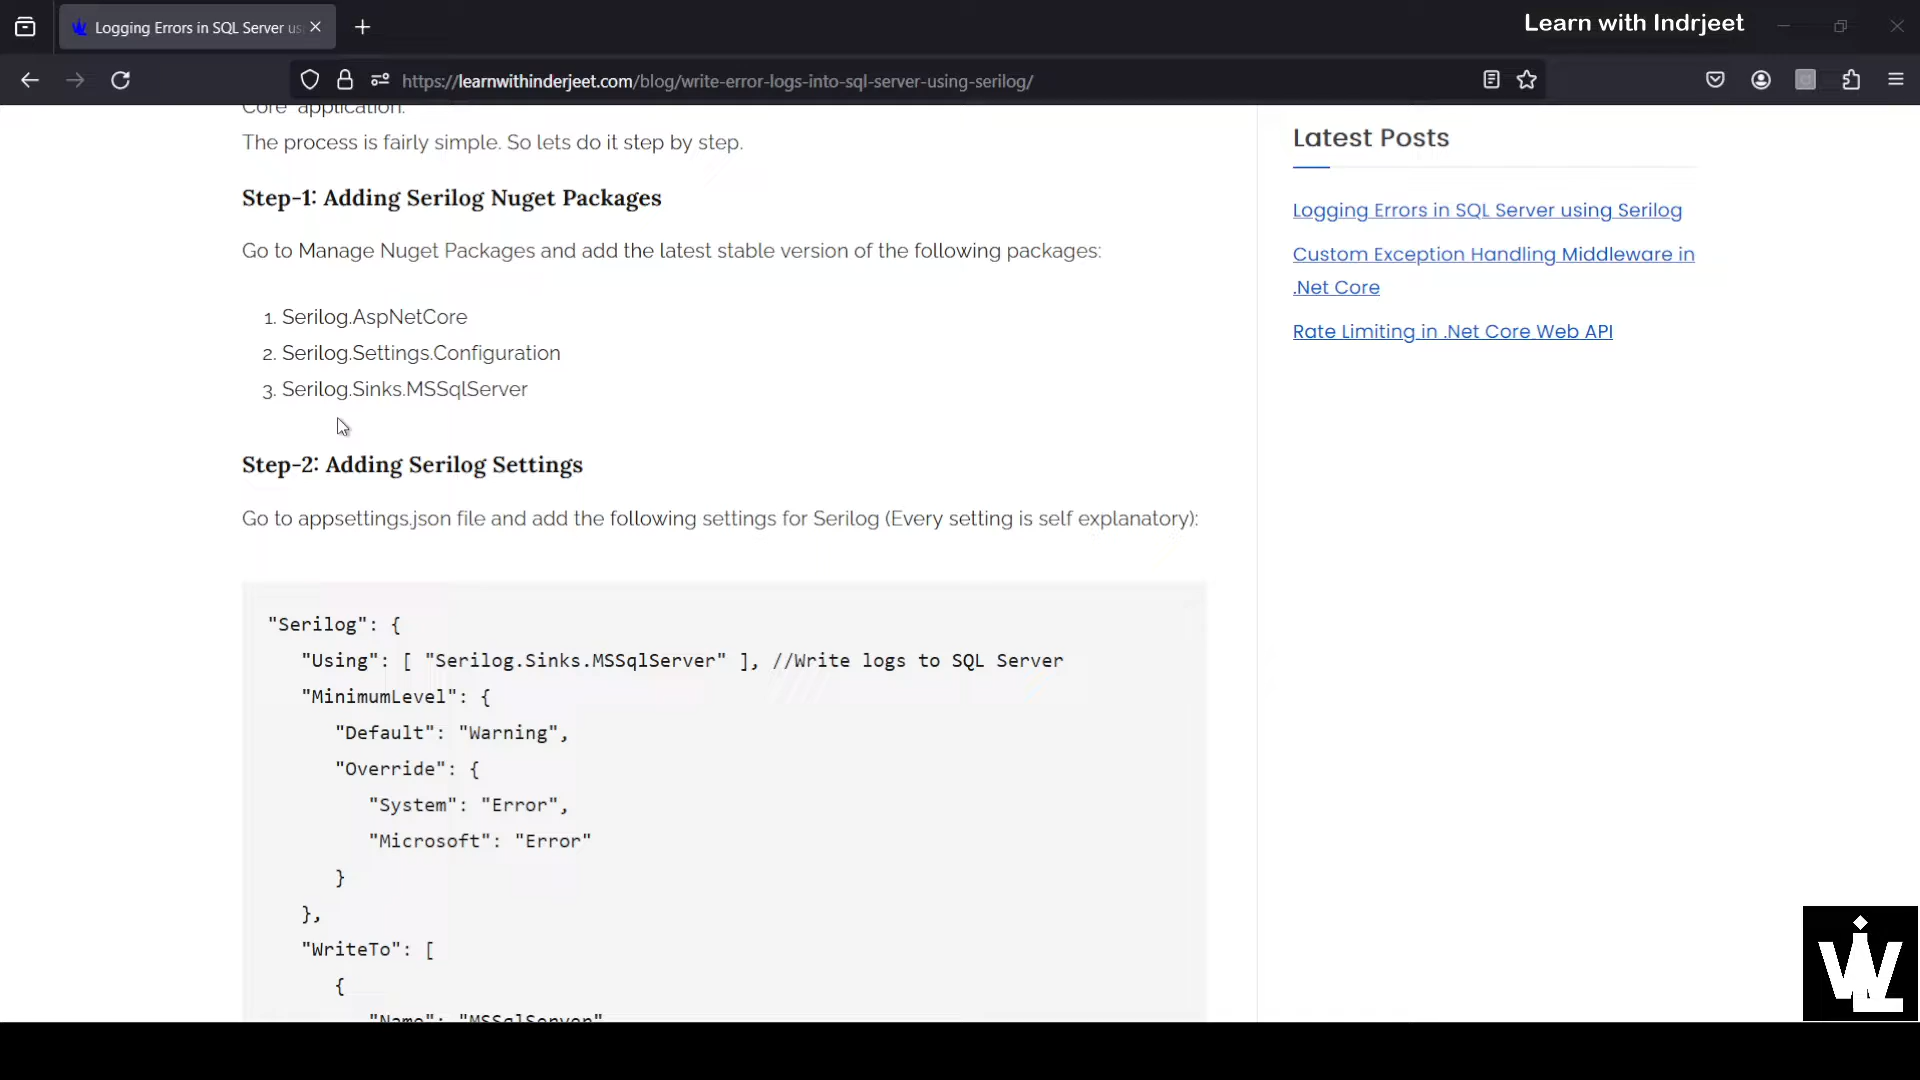 Logging Errors in SQL Server us
Learn with Indrjeet
https://learnwithinderjeet.com/blog/write-error-logs-into-sql-server-using-serilog/
Core application.
The process is fairly simple. So lets do it step by step.
Step-1: Adding Serilog Nuget Packages
Go to Manage Nuget Packages and add the latest stable version of the following packages:
1. Serilog.AspNetCore
2. Serilog.Settings.Configuration
3. Serilog.Sinks.MSSqlServer
Step-2: Adding Serilog Settings
Go to appsettings.json file and add the following settings for Serilog (Every setting is self explanatory):
"Serilog": {
"Using": [ "Serilog.Sinks.MSSqlServer" ], //Write logs to SQL Server
"MinimumLevel": {
"Default": "Warning",
"Override": {
"System": "Error",
"Microsoft": "Error"
}
},
"WriteTo": [
{
"Name": "MSSqlServer"
Latest Posts
Logging Errors in SQL Server using Serilog
Custom Exception Handling Middleware in
.Net Core
Rate Limiting in .Net Core Web API